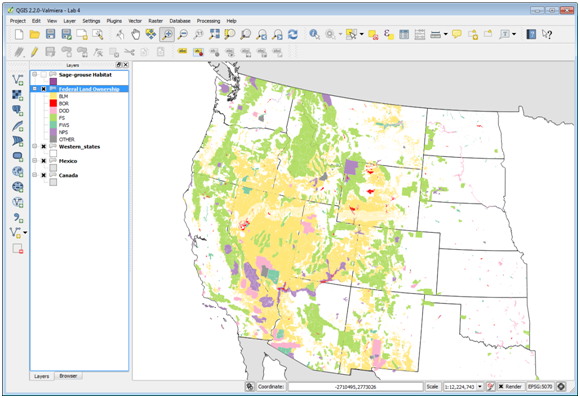 QGIS 2.2.0-Valmiera - Lab 4
Project Edit View Layer Settings Plugins Vector Raster Database Processing Help
Layers
Sage-grouse Habitat
Federal Land Ownership
BLM
BOR
DOD
FS
FWS
NPS
OTHER
Western_states
Mexico
Canada
Layers Browser
Coordinate: -2710495,2773026 Scale 1:12,224,743 Render EPSG:5070